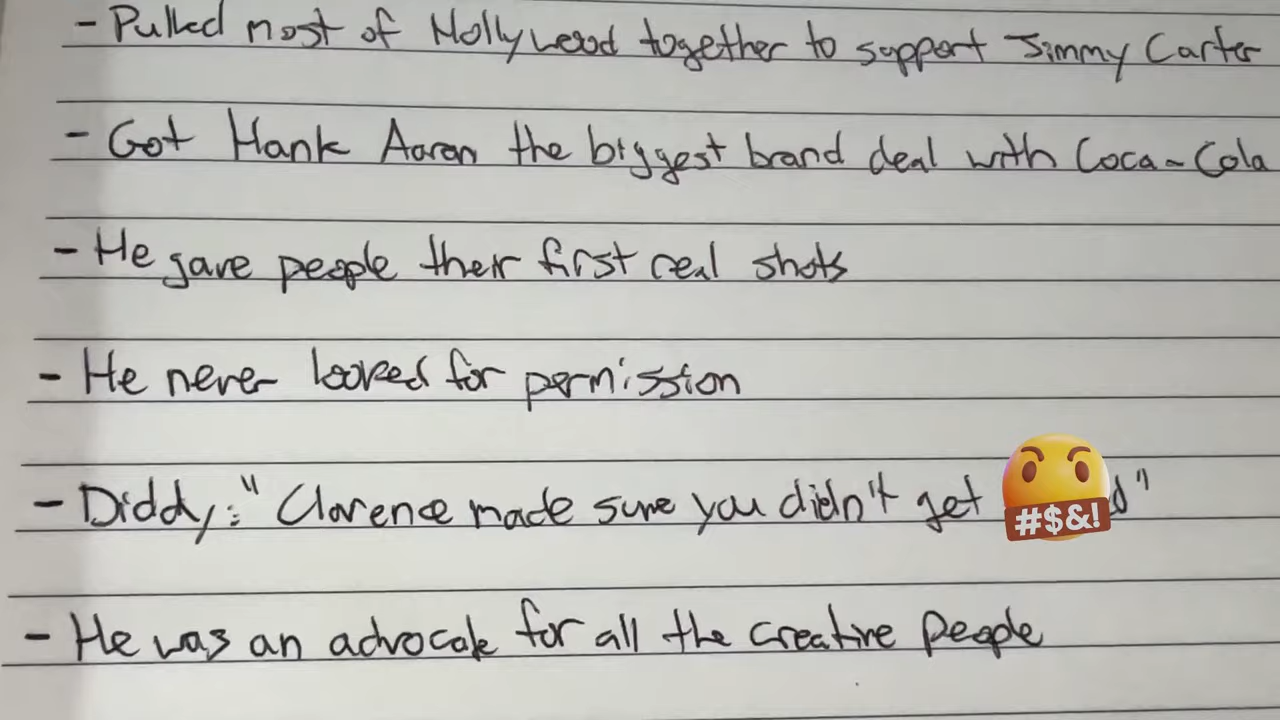 - Pulled most of Hollywood together to support Jimmy Carter
- Got Hank Aaron the biggest brand deal with Coca-Cola
- He gave people their first real shots
- He never looked for permission
- Diddy: "Clarence made sure you didn't get #$&! d"
- He was an advocate for all the creative people